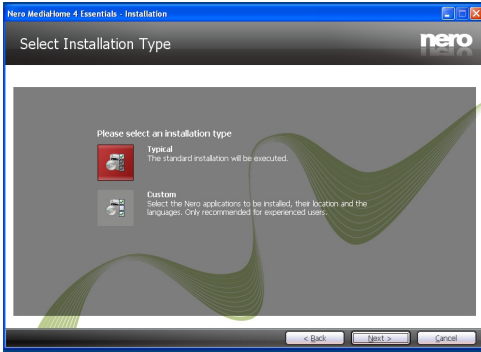 Nero MediaHome 4 Essentials - Installation
Select Installation Type
nero
Please select an installation type
Typical
The standard installation will be executed.
Custom
Select the Nero applications to be installed, their location and the
languages. Only recommended for experienced users.
< Back
Next >
Cancel